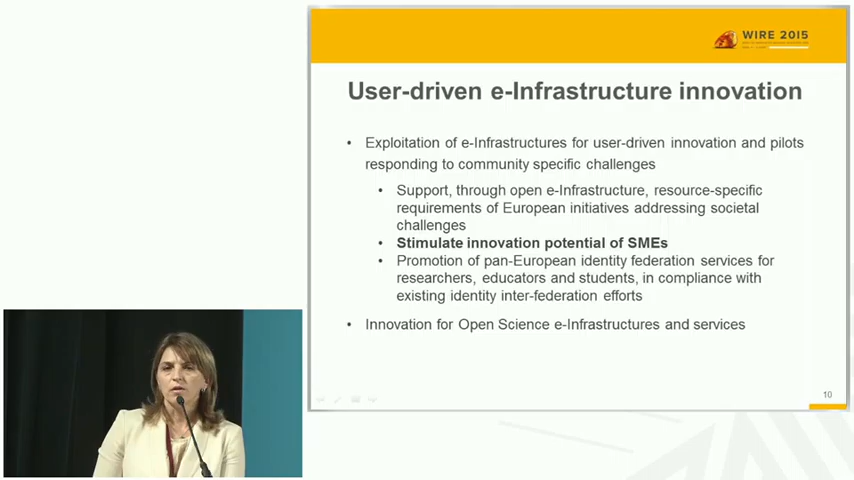 WIRE 2015
User-driven e-Infrastructure innovation
• Exploitation of e-Infrastructures for user-driven innovation and pilots
responding to community specific challenges
• Support, through open e-Infrastructure, resource-specific
requirements of European initiatives addressing societal
challenges
• Stimulate innovation potential of SMEs
• Promotion of pan-European identity federation services for
researchers, educators and students, in compliance with
existing identity inter-federation efforts
• Innovation for Open Science e-Infrastructures and services
10